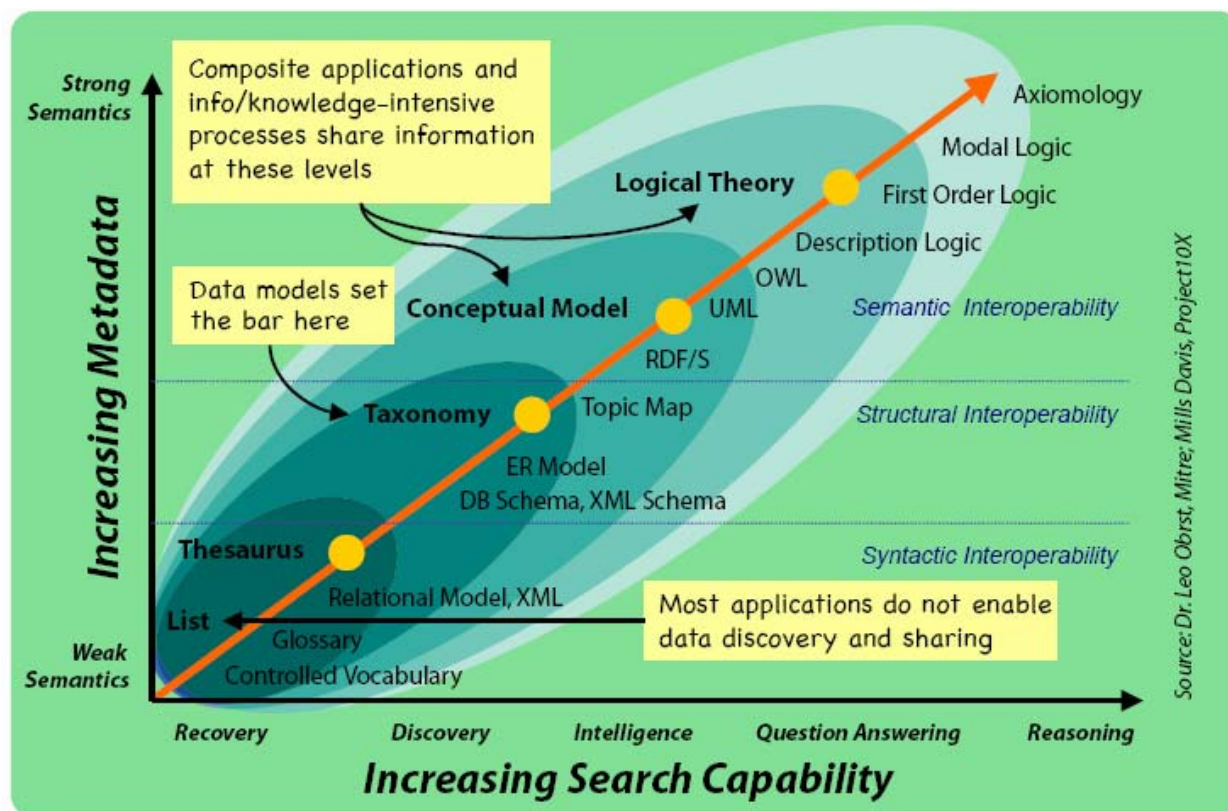 Strong
Semantics
Composite applications and
info/knowledge-intensive
processes share information
at these levels
Axiomology
Modal Logic
Logical Theory
First Order Logic
Description Logic
OWL
Data models set
the bar here
Conceptual Model
UML
Semantic Interoperability
RDF/S
Taxonomy
Topic Map
Structural Interoperability
ER Model
DB Schema, XML Schema
Thesaurus
Syntactic Interoperability
Relational Model, XML
List
Glossary
Most applications do not enable
data discovery and sharing
Weak
Semantics
Controlled Vocabulary
Increasing Metadata
Recovery
Discovery
Intelligence
Question Answering
Reasoning
Increasing Search Capability
Source: Dr. Leo Obrst, Mitre; Mills Davis, Project10X